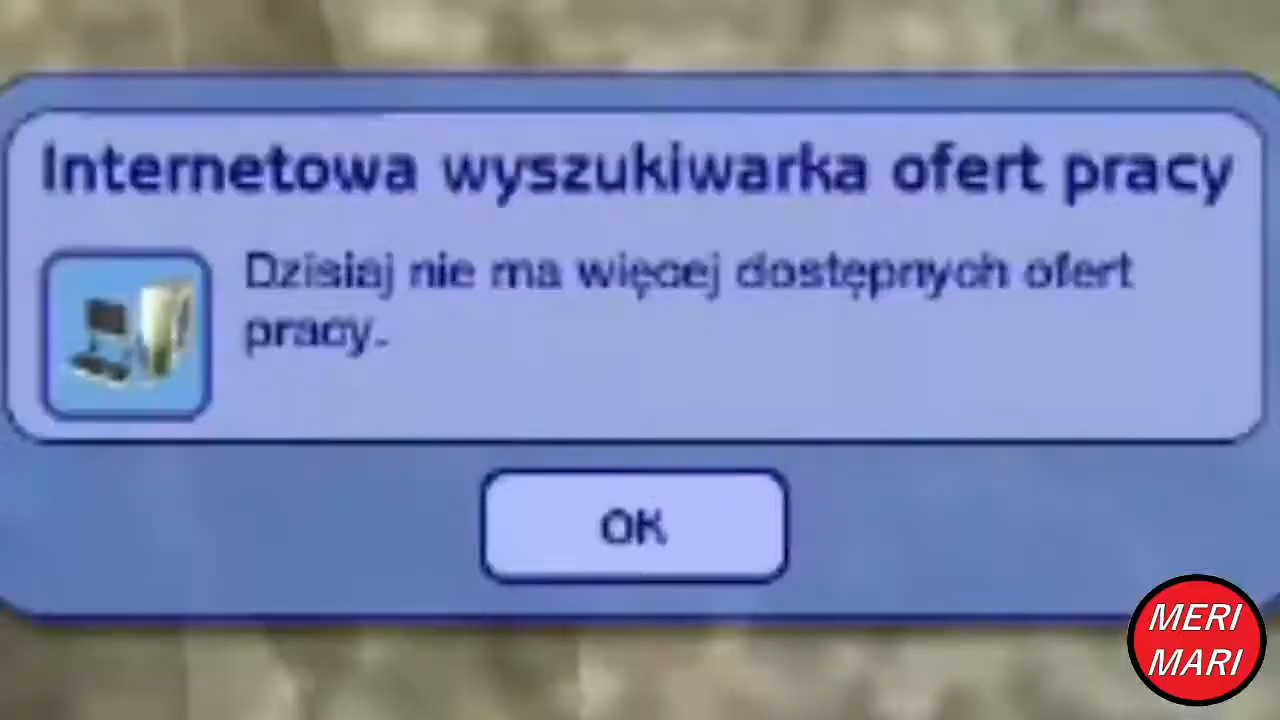 Internetowa wyszukiwarka ofert pracy
Dzisiaj nie ma więcej dostępnych ofert
pracy.
OK
MERI
MARI